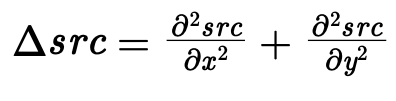 Δsrc = ∂²src/∂x² + ∂²src/∂y²